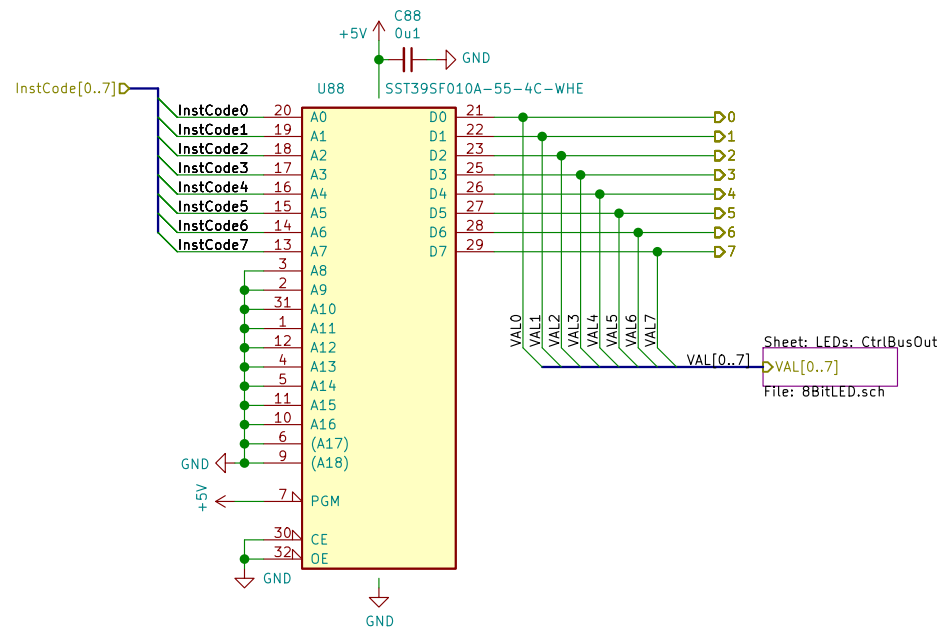 C88
+5V
0u1
GND
InstCode[0..7]
U88
SST39SF010A-55-4C-WHE
InstCode0 20 A0 D0 21 0
InstCode1 19 A1 D1 22 1
InstCode2 18 A2 D2 23 2
InstCode3 17 A3 D3 25 3
InstCode4 16 A4 D4 26 4
InstCode5 15 A5 D5 27 5
InstCode6 14 A6 D6 28 6
InstCode7 13 A7 D7 29 7
3 A8
2 A9
31 A10
1 A11
12 A12
4 A13
5 A14
11 A15
10 A16
6 (A17)
GND 9 (A18)
+5V 7 PGM
30 CE
32 OE
GND
GND
VAL0
VAL1
VAL2
VAL3
VAL4
VAL5
VAL6
VAL7
VAL[0..7]
Sheet: LEDs: CtrlBusOut
VAL[0..7]
File: 8BitLED.sch